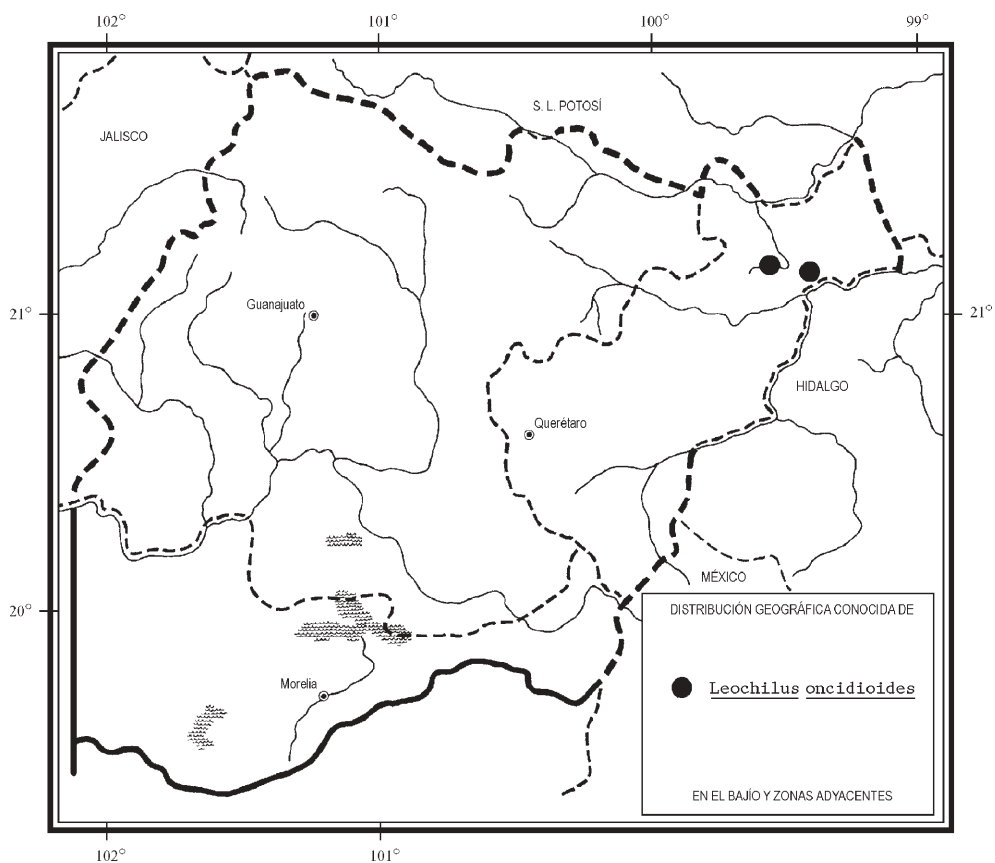 102° 101° 100° 99°
S. L. POTOSÍ
JALISCO
Guanajuato
21° 21°
HIDALGO
Querétaro
MÉXICO
20°
DISTRIBUCIÓN GEOGRÁFICA CONOCIDA DE
Leochilus oncidioides
Morelia
EN EL BAJÍO Y ZONAS ADYACENTES
102° 101°